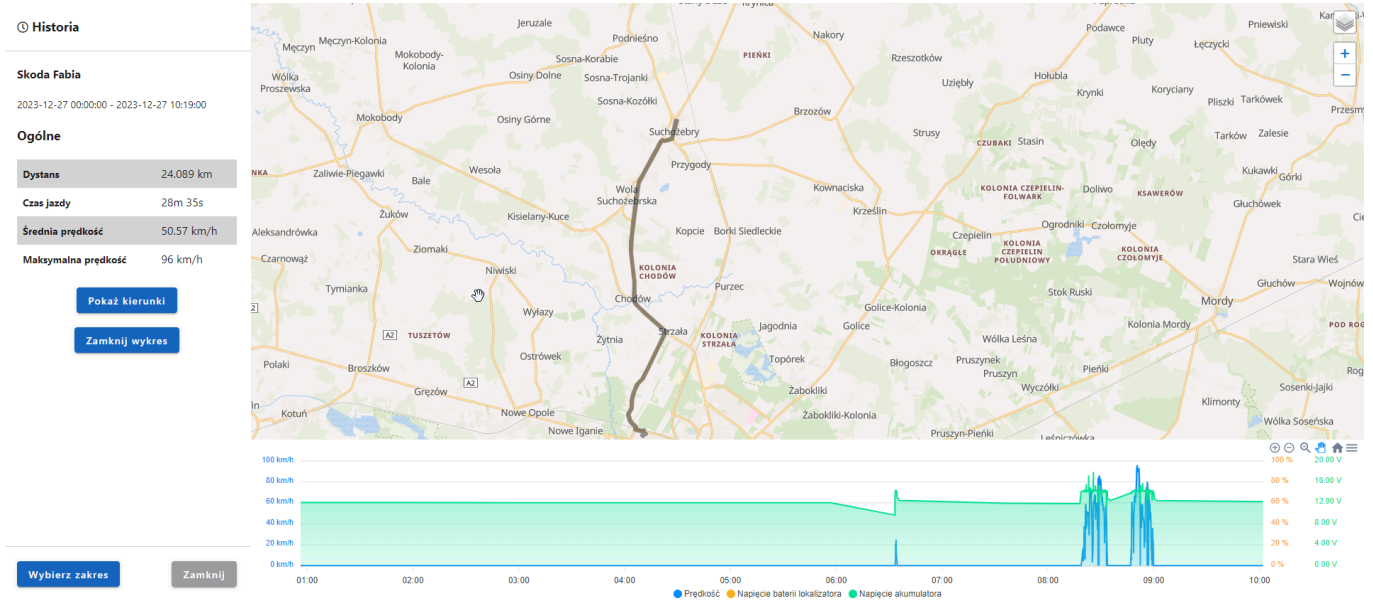 Historia
Skoda Fabia
2023-12-27 00:00:00 - 2023-12-27 10:19:00
Ogólne
Dystans 24.089 km
Czas jazdy 28m 35s
Średnia prędkość 50.57 km/h
Maksymalna prędkość 96 km/h
Pokaż kierunki
Zamknij wykres
Wybierz zakres
Zamknij
Jeruzale
Podnieśno
Nakory
Podawce
Pniewski
Męczyn
Męczyn-Kolonia
Pluty
Łęczycki
Mokobody-
Kolonia
Sosna-Korabie
PIEŃKI
Rzeszotków
Wólka
Proszewska
Osiny Dolne
Sosna-Trojanki
Uziębły
Hołubla
Sosna-Kozółki
Krynki
Koryciany
Pliszki
Tarkówek
Mokobody
Osiny Górne
Brzozów
Suchożebry
Strusy
CZUBAKI
Stasin
Olędy
Tarków
Zalesie
Przygody
Zaliwie-Piegawki
Bale
Wesoła
Kukawki
Górki
Wola
Suchożebrska
Kownaciska
KOLONIA CZEPIELIN-
FOLWARK
Doliwo
KSAWERÓW
Żuków
Kisielany-Kuce
Krześlin
Głuchówek
Aleksandrówka
Kopcie
Borki Siedleckie
Ogrodniki
Czołomyje
Czepielin
Ziomaki
OKRĄGŁE
KOLONIA
CZEPIELIN
POŁUDNIOWY
KOLONIA
CZOŁOMYJE
Czarnowąż
Niwiski
KOLONIA
CHODÓW
Stara Wieś
Tymianka
Purzec
Głuchów
Wojnów
Chodów
Stok Ruski
Mordy
Wyłazy
Golice-Kolonia
A2
TUSZETÓW
Żytnia
Strzała
KOLONIA
STRZAŁA
Jagodnia
Golice
Kolonia Mordy
Wólka Leśna
Ostrówek
Topórek
Błogoszcz
Pruszynek
Pruszyn
Pieńki
Polaki
Broszków
A2
Gręzów
Żabokliki
Wyczółki
Sosenki-Jajki
Kotuń
Nowe Opole
Żabokliki-Kolonia
Klimonty
Nowe Iganie
Pruszyn-Pieńki
Wólka Soseńska
+
−
100 km/h 100 % 20.00 V
80 km/h 80 % 16.00 V
60 km/h 60 % 12.00 V
40 km/h 40 % 8.00 V
20 km/h 20 % 4.00 V
0 km/h 0 % 0.00 V
01:00 02:00 03:00 04:00 05:00 06:00 07:00 08:00 09:00 10:00
Prędkość Napięcie baterii lokalizatora Napięcie akumulatora